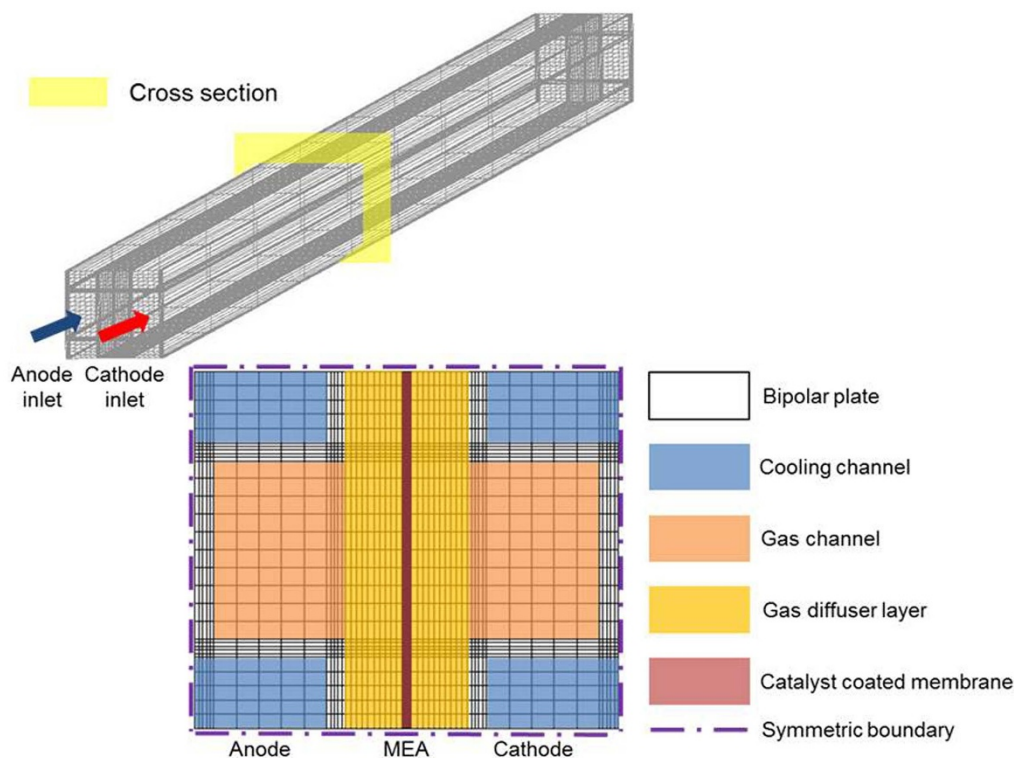 Cross section
Anode
inlet
Cathode
inlet
Bipolar plate
Cooling channel
Gas channel
Gas diffuser layer
Catalyst coated membrane
Symmetric boundary
Anode
MEA
Cathode